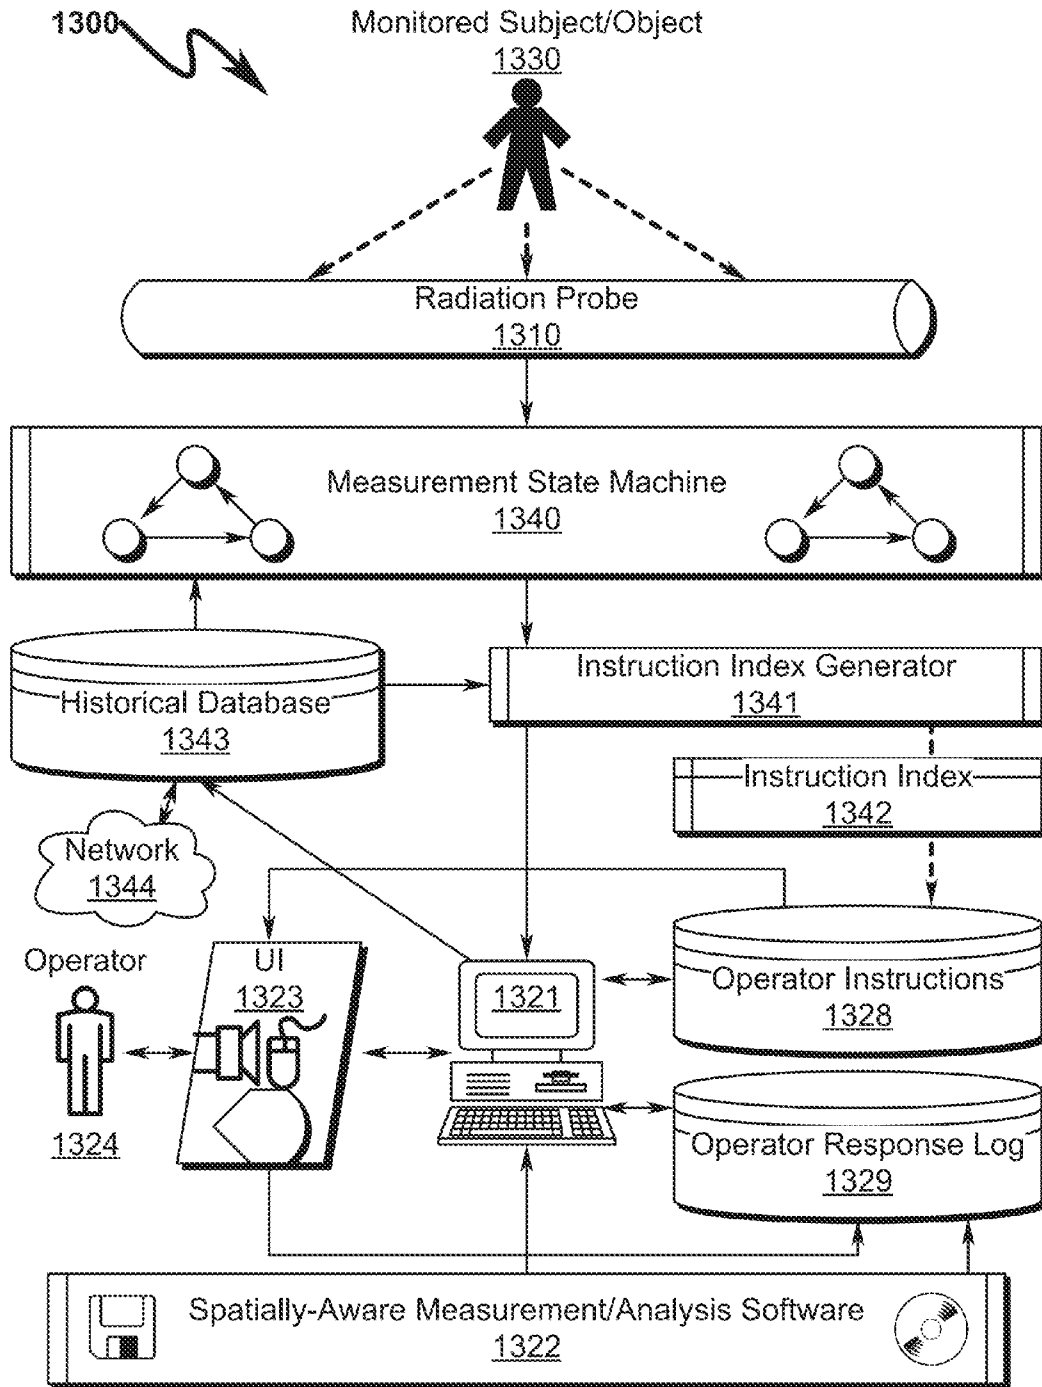 1300
Monitored Subject/Object
1330
Radiation Probe
1310
Measurement State Machine
1340
Instruction Index Generator
1341
Historical Database
1343
Instruction Index
1342
Network
1344
Operator
UI
1323
1321
Operator Instructions
1328
1324
Operator Response Log
1329
Spatially-Aware Measurement/Analysis Software
1322